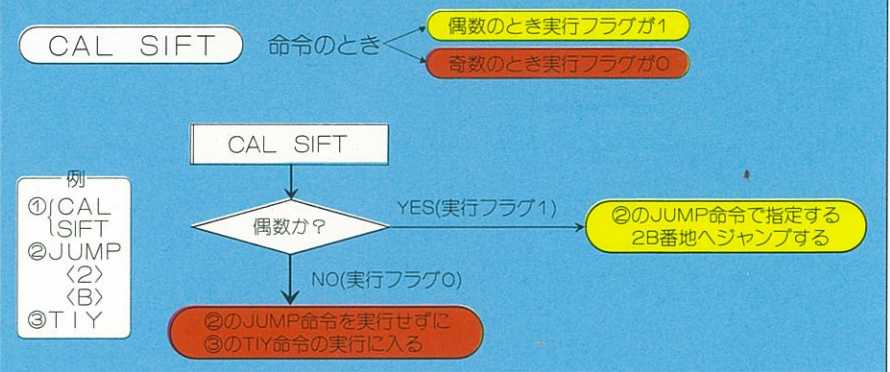 CAL SIFT
命令のとき
偶数のとき実行フラグが1
奇数のとき実行フラグが0
CAL SIFT
例
①{CAL
SIFT
②JUMP
〈2〉
〈B〉
③TIY
偶数か？
YES(実行フラグ1)
②のJUMP命令で指定する
2B番地へジャンプする
NO(実行フラグ0)
②のJUMP命令を実行せずに
③のTIY命令の実行に入る